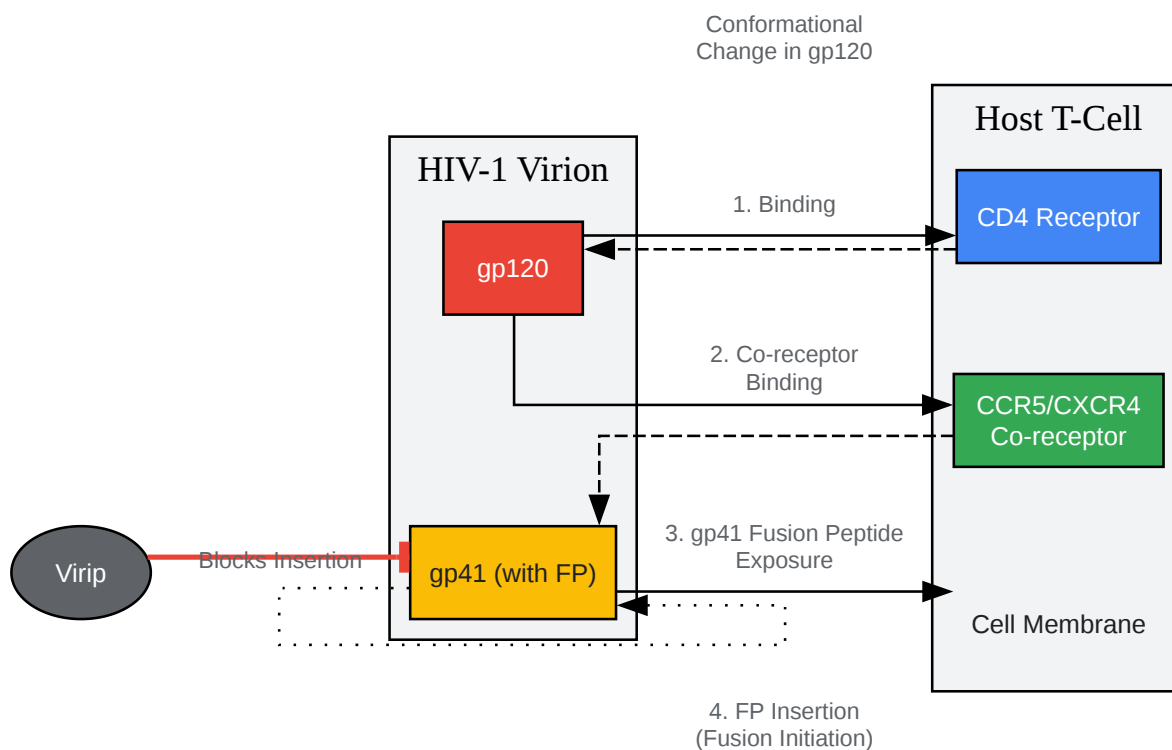 Conformational
Change in gp120
Host T-Cell
HIV-1 Virion
1. Binding
CD4 Receptor
gp120
2. Co-receptor
Binding
CCR5/CXCR4
Co-receptor
3. gp41 Fusion Peptide
Exposure
Virip
Blocks Insertion
gp41 (with FP)
Cell Membrane
4. FP Insertion
(Fusion Initiation)